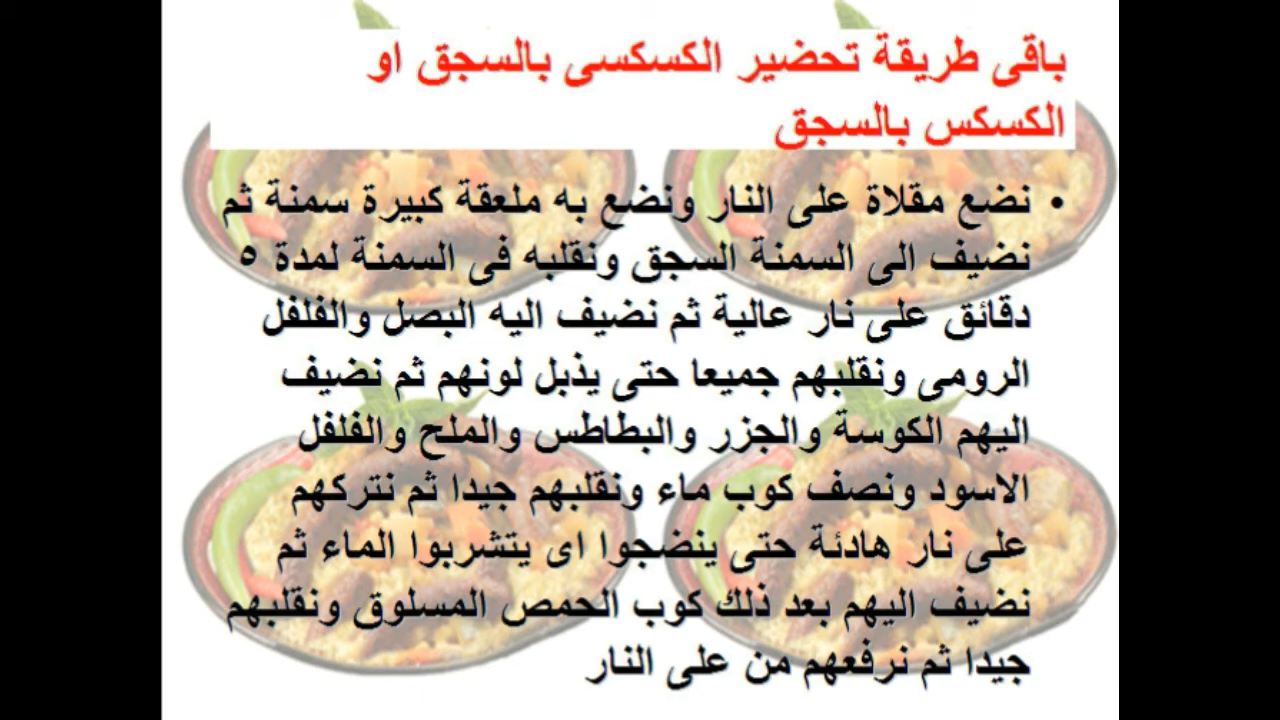 باقى طريقة تحضير الكسكسى بالسجق او
الكسكس بالسجق
• نضع مقلاة على النار ونضع به ملعقة كبيرة سمنة ثم
نضيف الى السمنة السجق ونقلبه فى السمنة لمدة ٥
دقائق على نار عالية ثم نضيف اليه البصل والفلفل
الرومى ونقلبهم جميعا حتى يذبل لونهم ثم نضيف
اليهم الكوسة والجزر والبطاطس والملح والفلفل
الاسود ونصف كوب ماء ونقلبهم جيدا ثم نتركهم
على نار هادئة حتى ينضجوا اى يتشربوا الماء ثم
نضيف اليهم بعد ذلك كوب الحمص المسلوق ونقلبهم
جيدا ثم نرفعهم من على النار